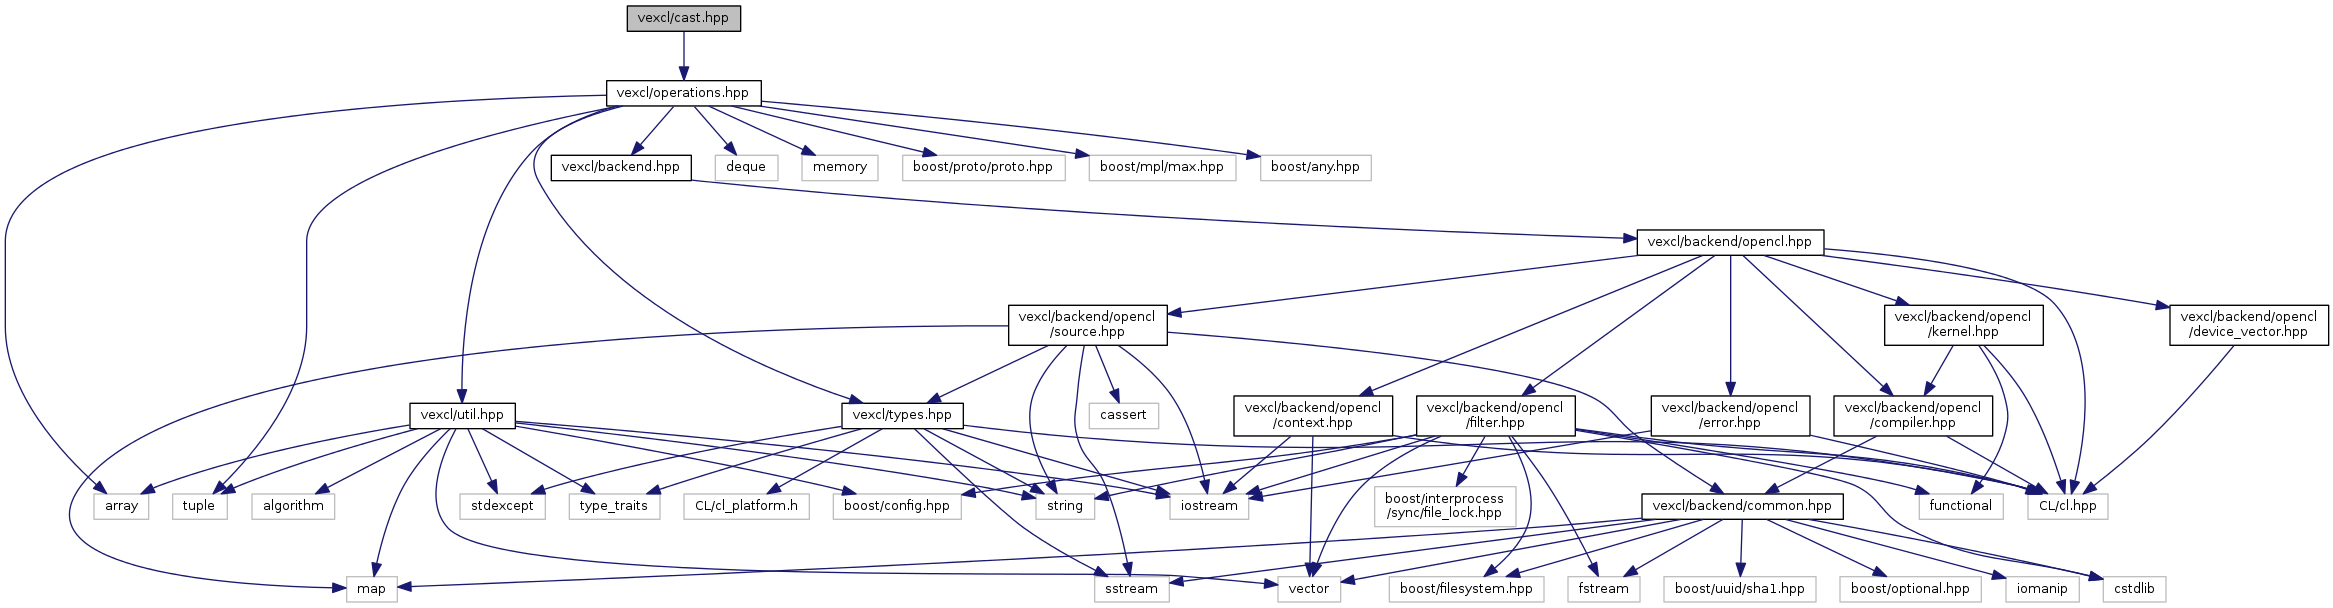 vexcl/cast.hpp
vexcl/operations.hpp
vexcl/backend.hpp
deque
memory
boost/proto/proto.hpp
boost/mpl/max.hpp
boost/any.hpp
vexcl/backend/opencl.hpp
vexcl/backend/opencl
/source.hpp
vexcl/backend/opencl
/kernel.hpp
vexcl/backend/opencl
/device_vector.hpp
vexcl/util.hpp
vexcl/types.hpp
cassert
vexcl/backend/opencl
/context.hpp
vexcl/backend/opencl
/filter.hpp
vexcl/backend/opencl
/error.hpp
vexcl/backend/opencl
/compiler.hpp
array
tuple
algorithm
stdexcept
type_traits
CL/cl_platform.h
boost/config.hpp
string
iostream
boost/interprocess
/sync/file_lock.hpp
vexcl/backend/common.hpp
functional
CL/cl.hpp
map
sstream
vector
boost/filesystem.hpp
fstream
boost/uuid/sha1.hpp
boost/optional.hpp
iomanip
cstdlib